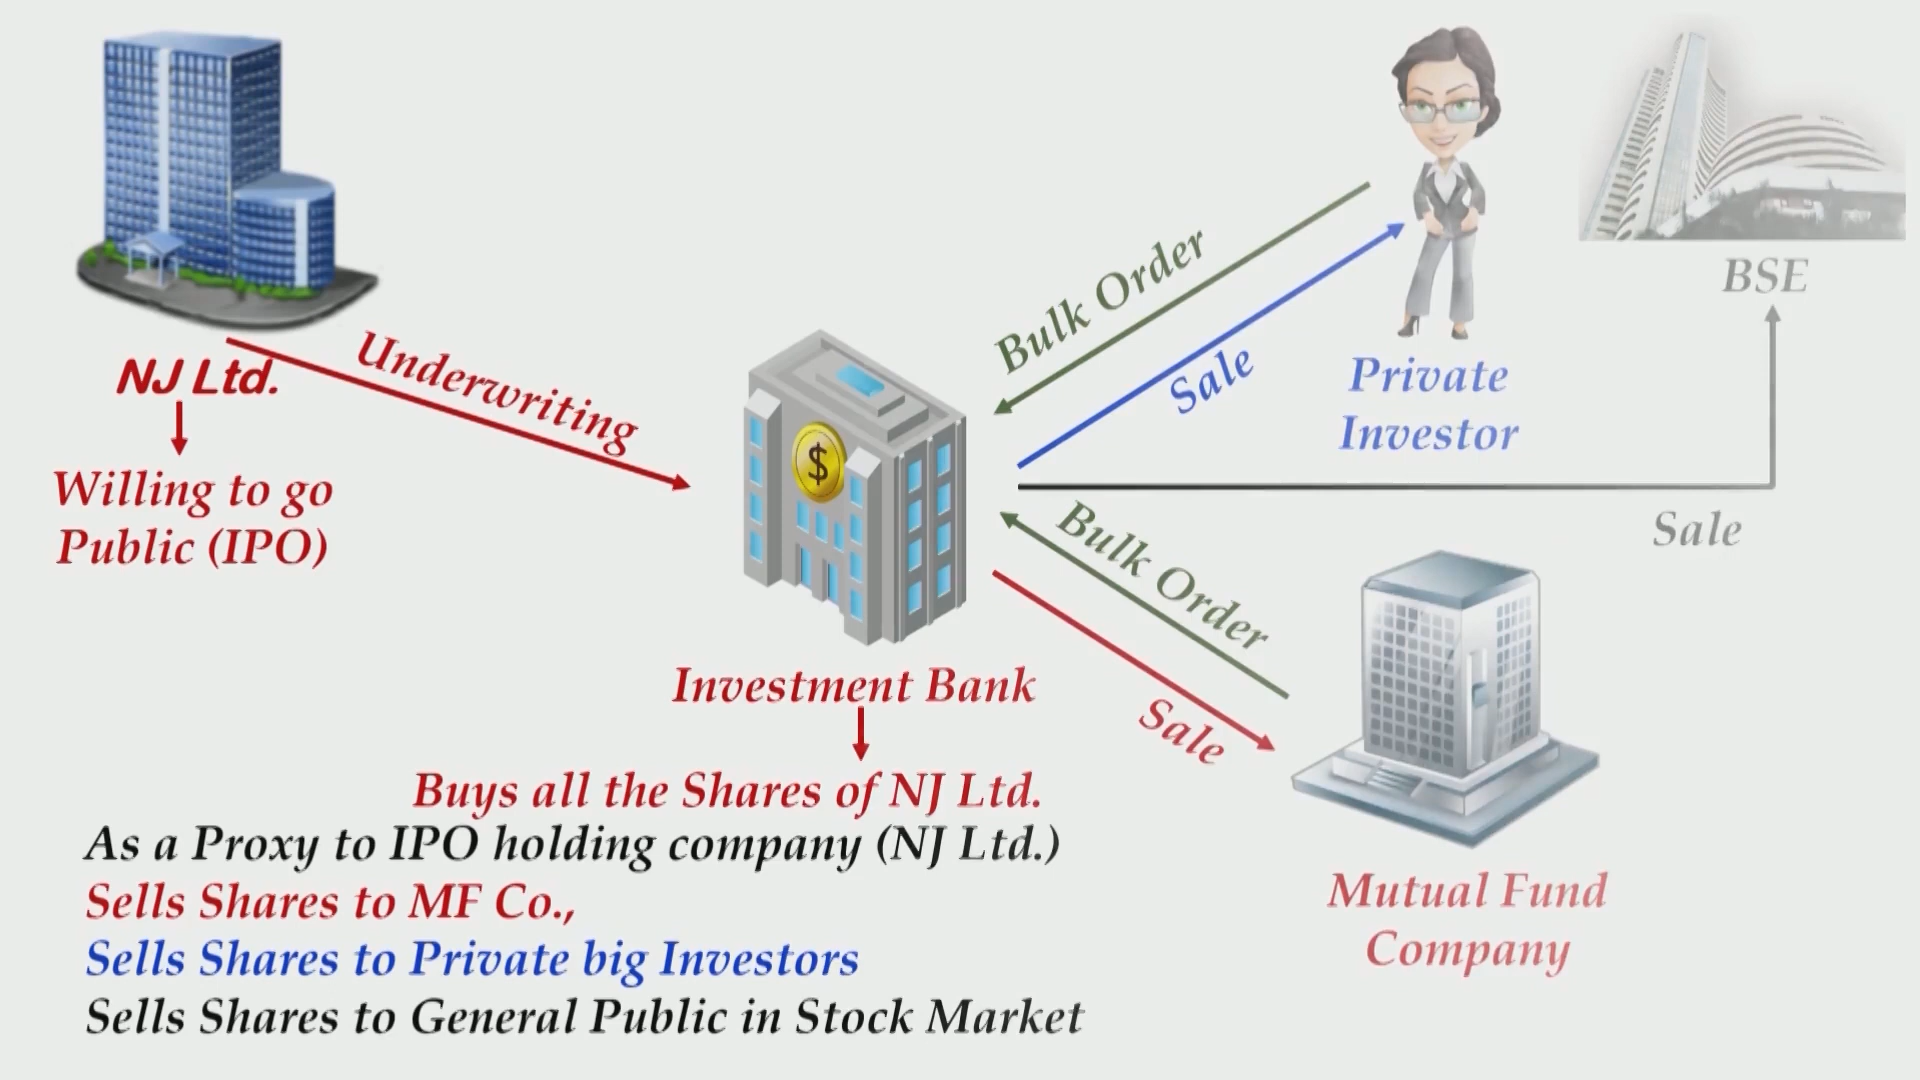 NJ Ltd.
Willing to go
Public (IPO)
Underwriting
$
Investment Bank
Buys all the Shares of NJ Ltd.
As a Proxy to IPO holding company (NJ Ltd.)
Sells Shares to MF Co.,
Sells Shares to Private big Investors
Sells Shares to General Public in Stock Market
Bulk Order
Sale
Private
Investor
BSE
Sale
Bulk Order
Sale
Mutual Fund
Company